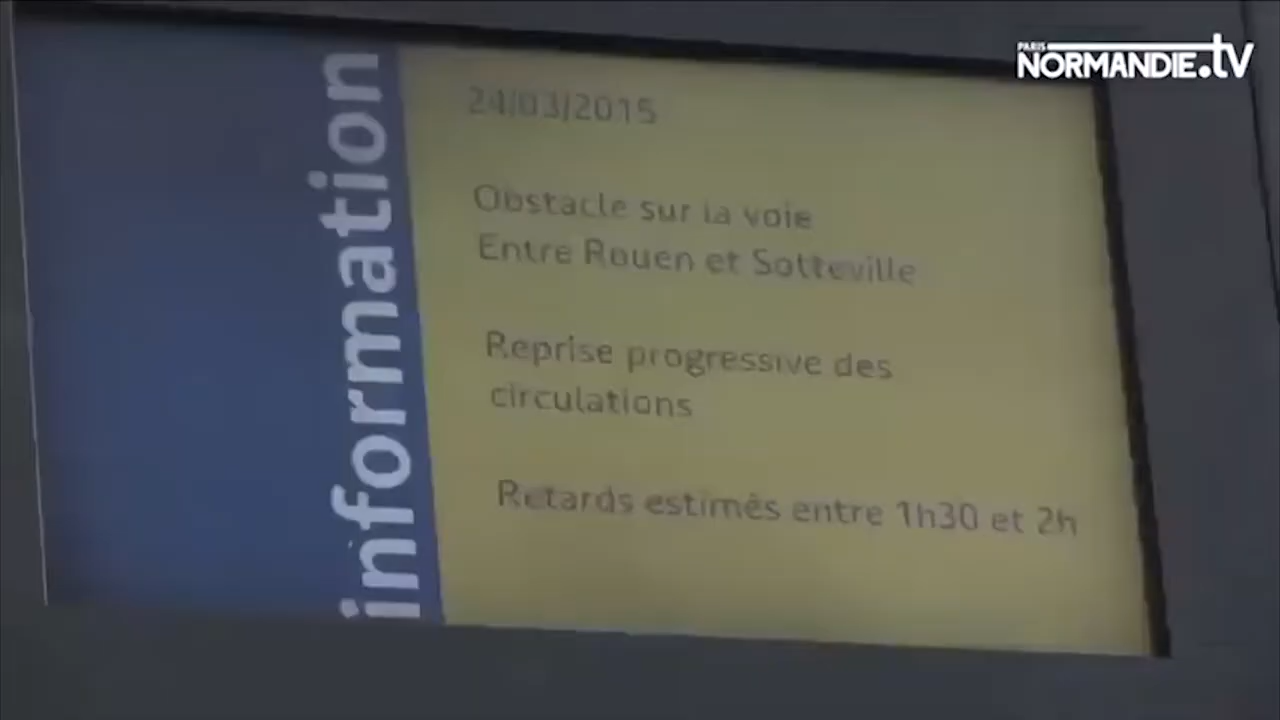 PARIS
NORMANDIE.tv
information
24/03/2015
Obstacle sur la voie
Entre Rouen et Sotteville
Reprise progressive des
circulations
Retards estimés entre 1h30 et 2h